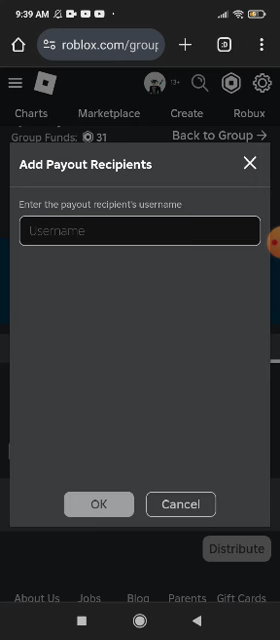 9:39 AM
roblox.com/group
:D
13+
Charts Marketplace Create Robux
Group Funds: 31 Back to Group →
Add Payout Recipients
Enter the payout recipient's username
Username
OK Cancel
Distribute
About Us Jobs Blog Parents Gift Cards